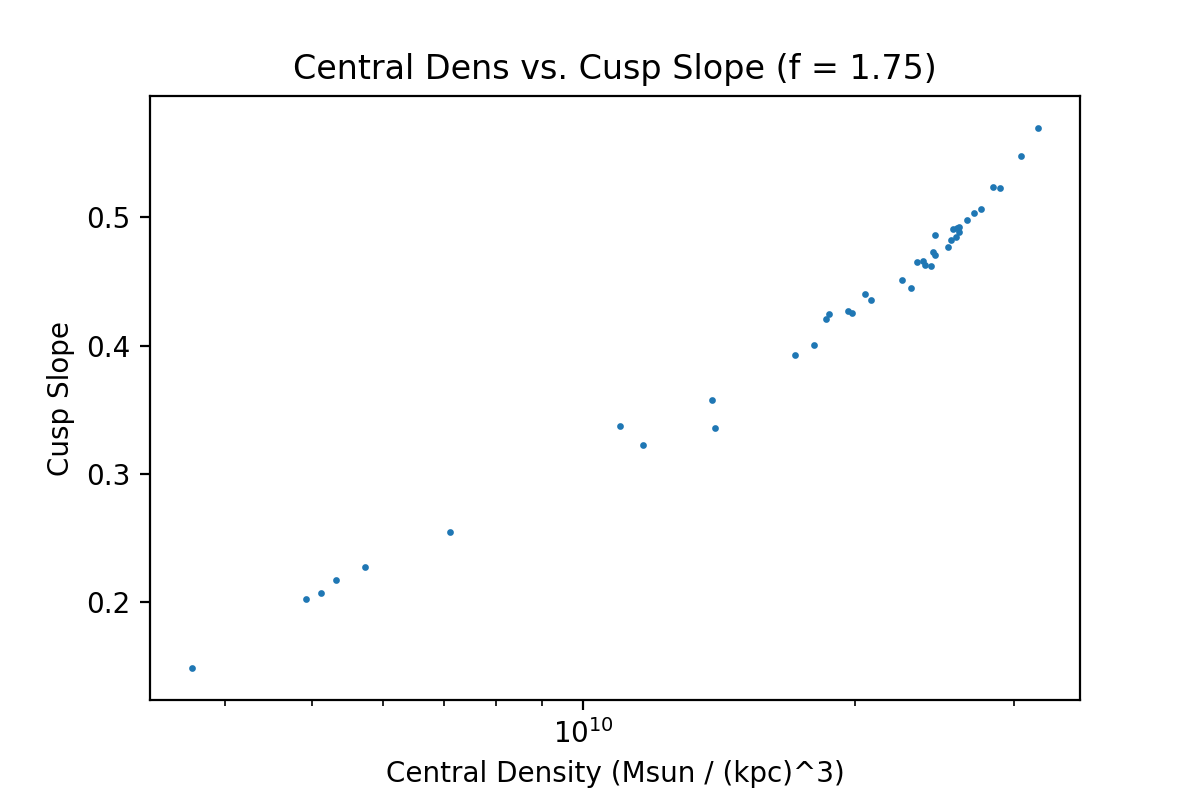 Central Dens vs. Cusp Slope (f = 1.75)
0.5
0.4
0.3
0.2
Cusp Slope
10^10
Central Density (Msun / (kpc)^3)